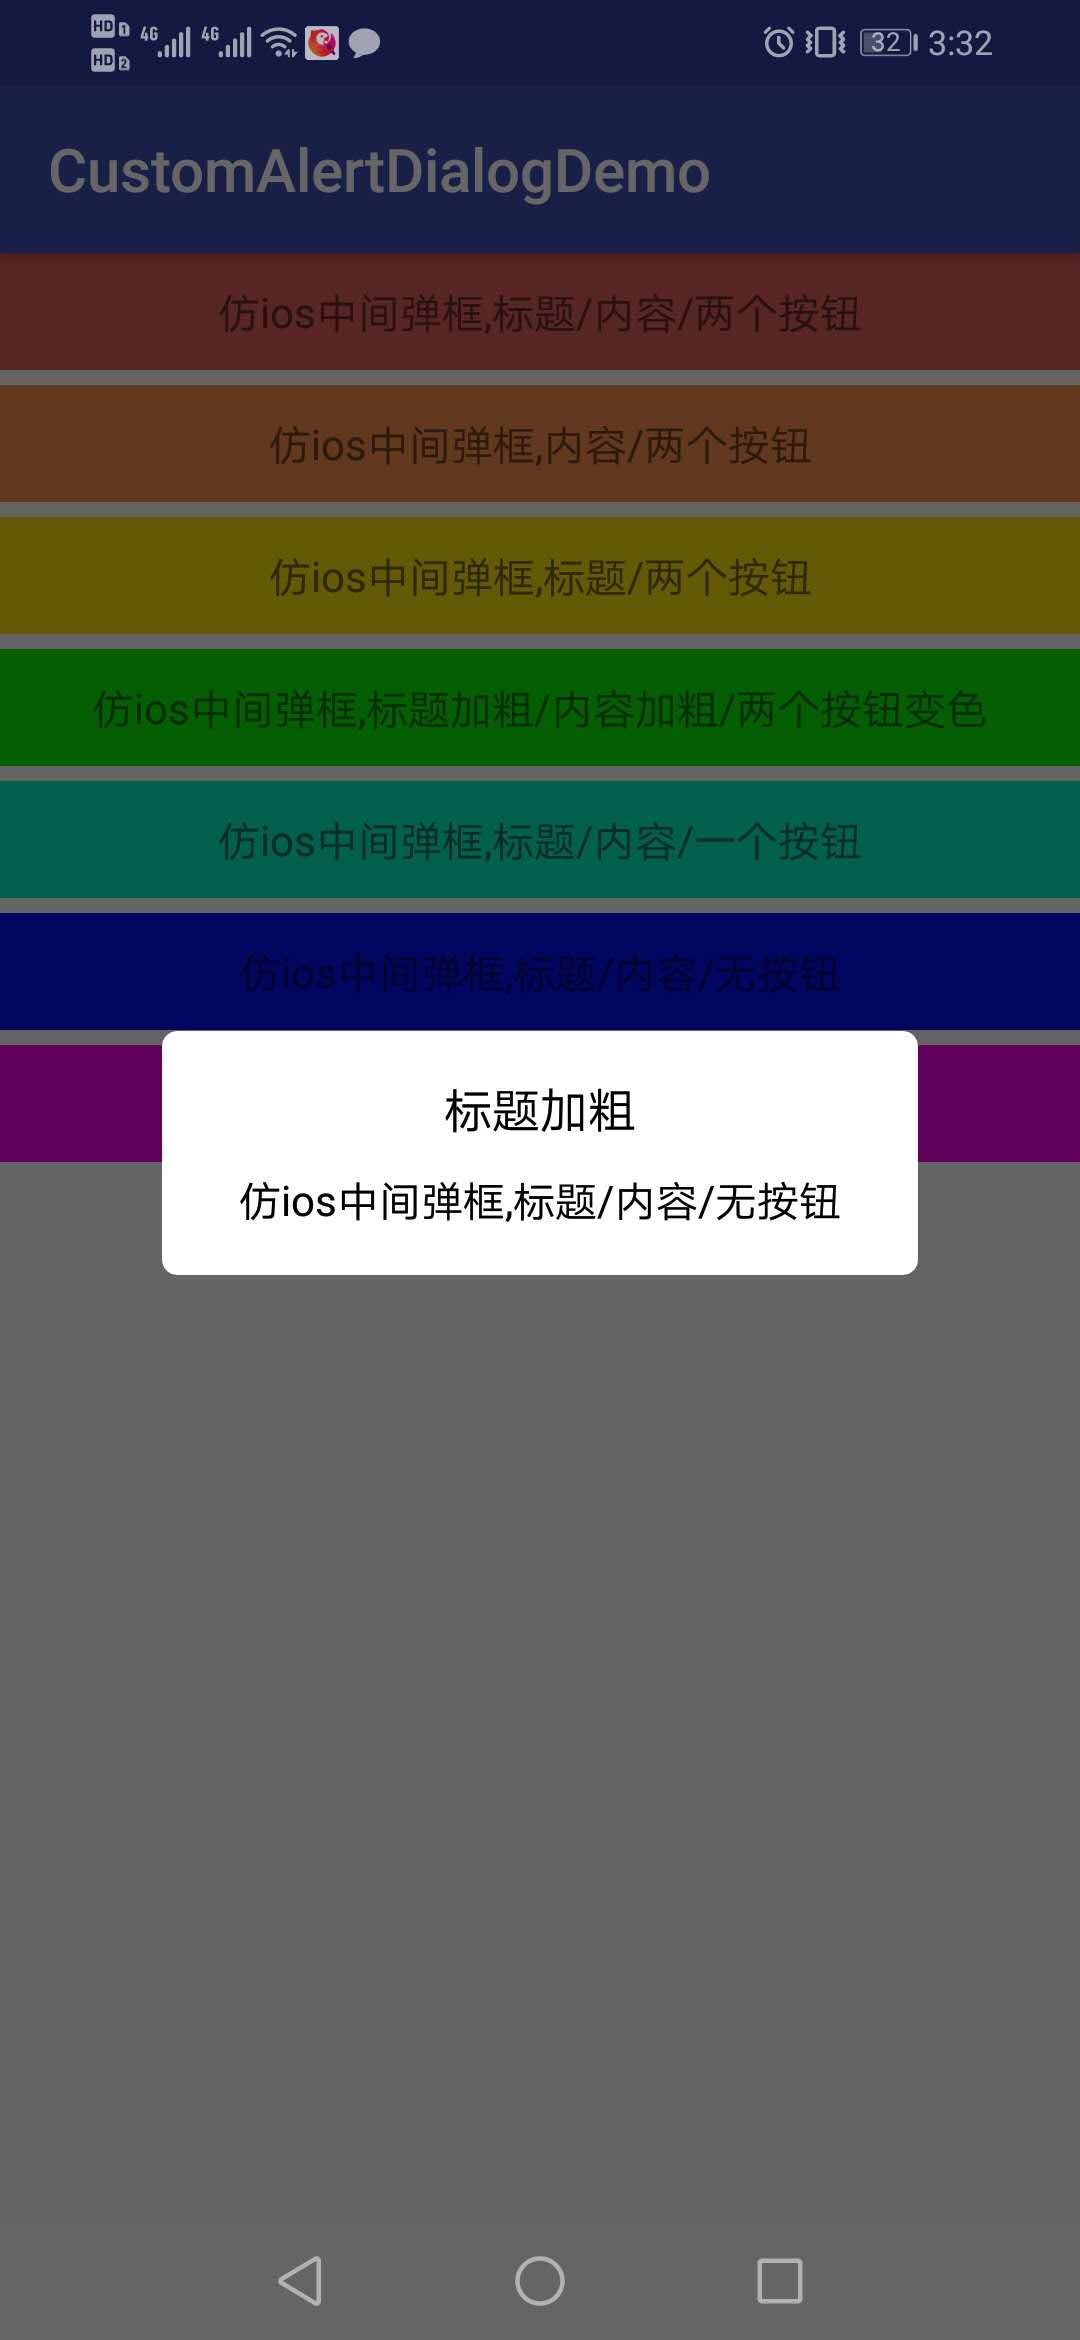 HD 1 4G 4G 32 3:32
HD 2
CustomAlertDialogDemo
仿ios中间弹框,标题/内容/两个按钮
仿ios中间弹框,内容/两个按钮
仿ios中间弹框,标题/两个按钮
仿ios中间弹框,标题加粗/内容加粗/两个按钮变色
仿ios中间弹框,标题/内容/一个按钮
仿ios中间弹框,标题/内容/无按钮
标题加粗
仿ios中间弹框,标题/内容/无按钮